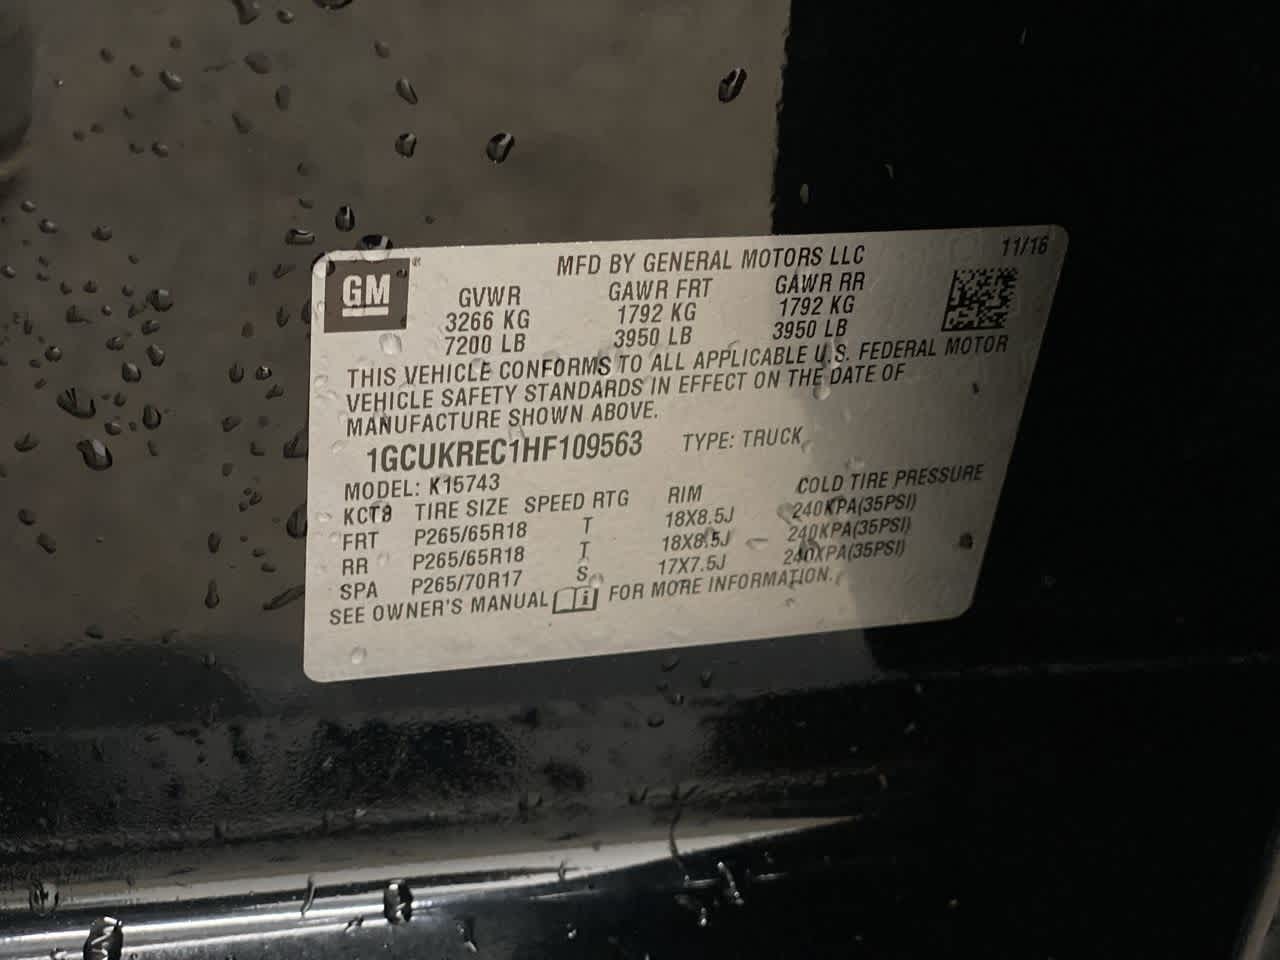 GM
MFD BY GENERAL MOTORS LLC 11/16
GVWR GAWR FRT GAWR RR
3266 KG 1792 KG 1792 KG
7200 LB 3950 LB 3950 LB
THIS VEHICLE CONFORMS TO ALL APPLICABLE U.S. FEDERAL MOTOR
VEHICLE SAFETY STANDARDS IN EFFECT ON THE DATE OF
MANUFACTURE SHOWN ABOVE.
1GCUKREC1HF109563 TYPE: TRUCK
MODEL: K15743
KCT8 TIRE SIZE SPEED RTG RIM COLD TIRE PRESSURE
FRT P265/65R18 T 18X8.5J 240KPA(35PSI)
RR P265/65R18 T 18X8.5J 240KPA(35PSI)
SPA P265/70R17 S 17X7.5J 240KPA(35PSI)
SEE OWNER'S MANUAL i FOR MORE INFORMATION.